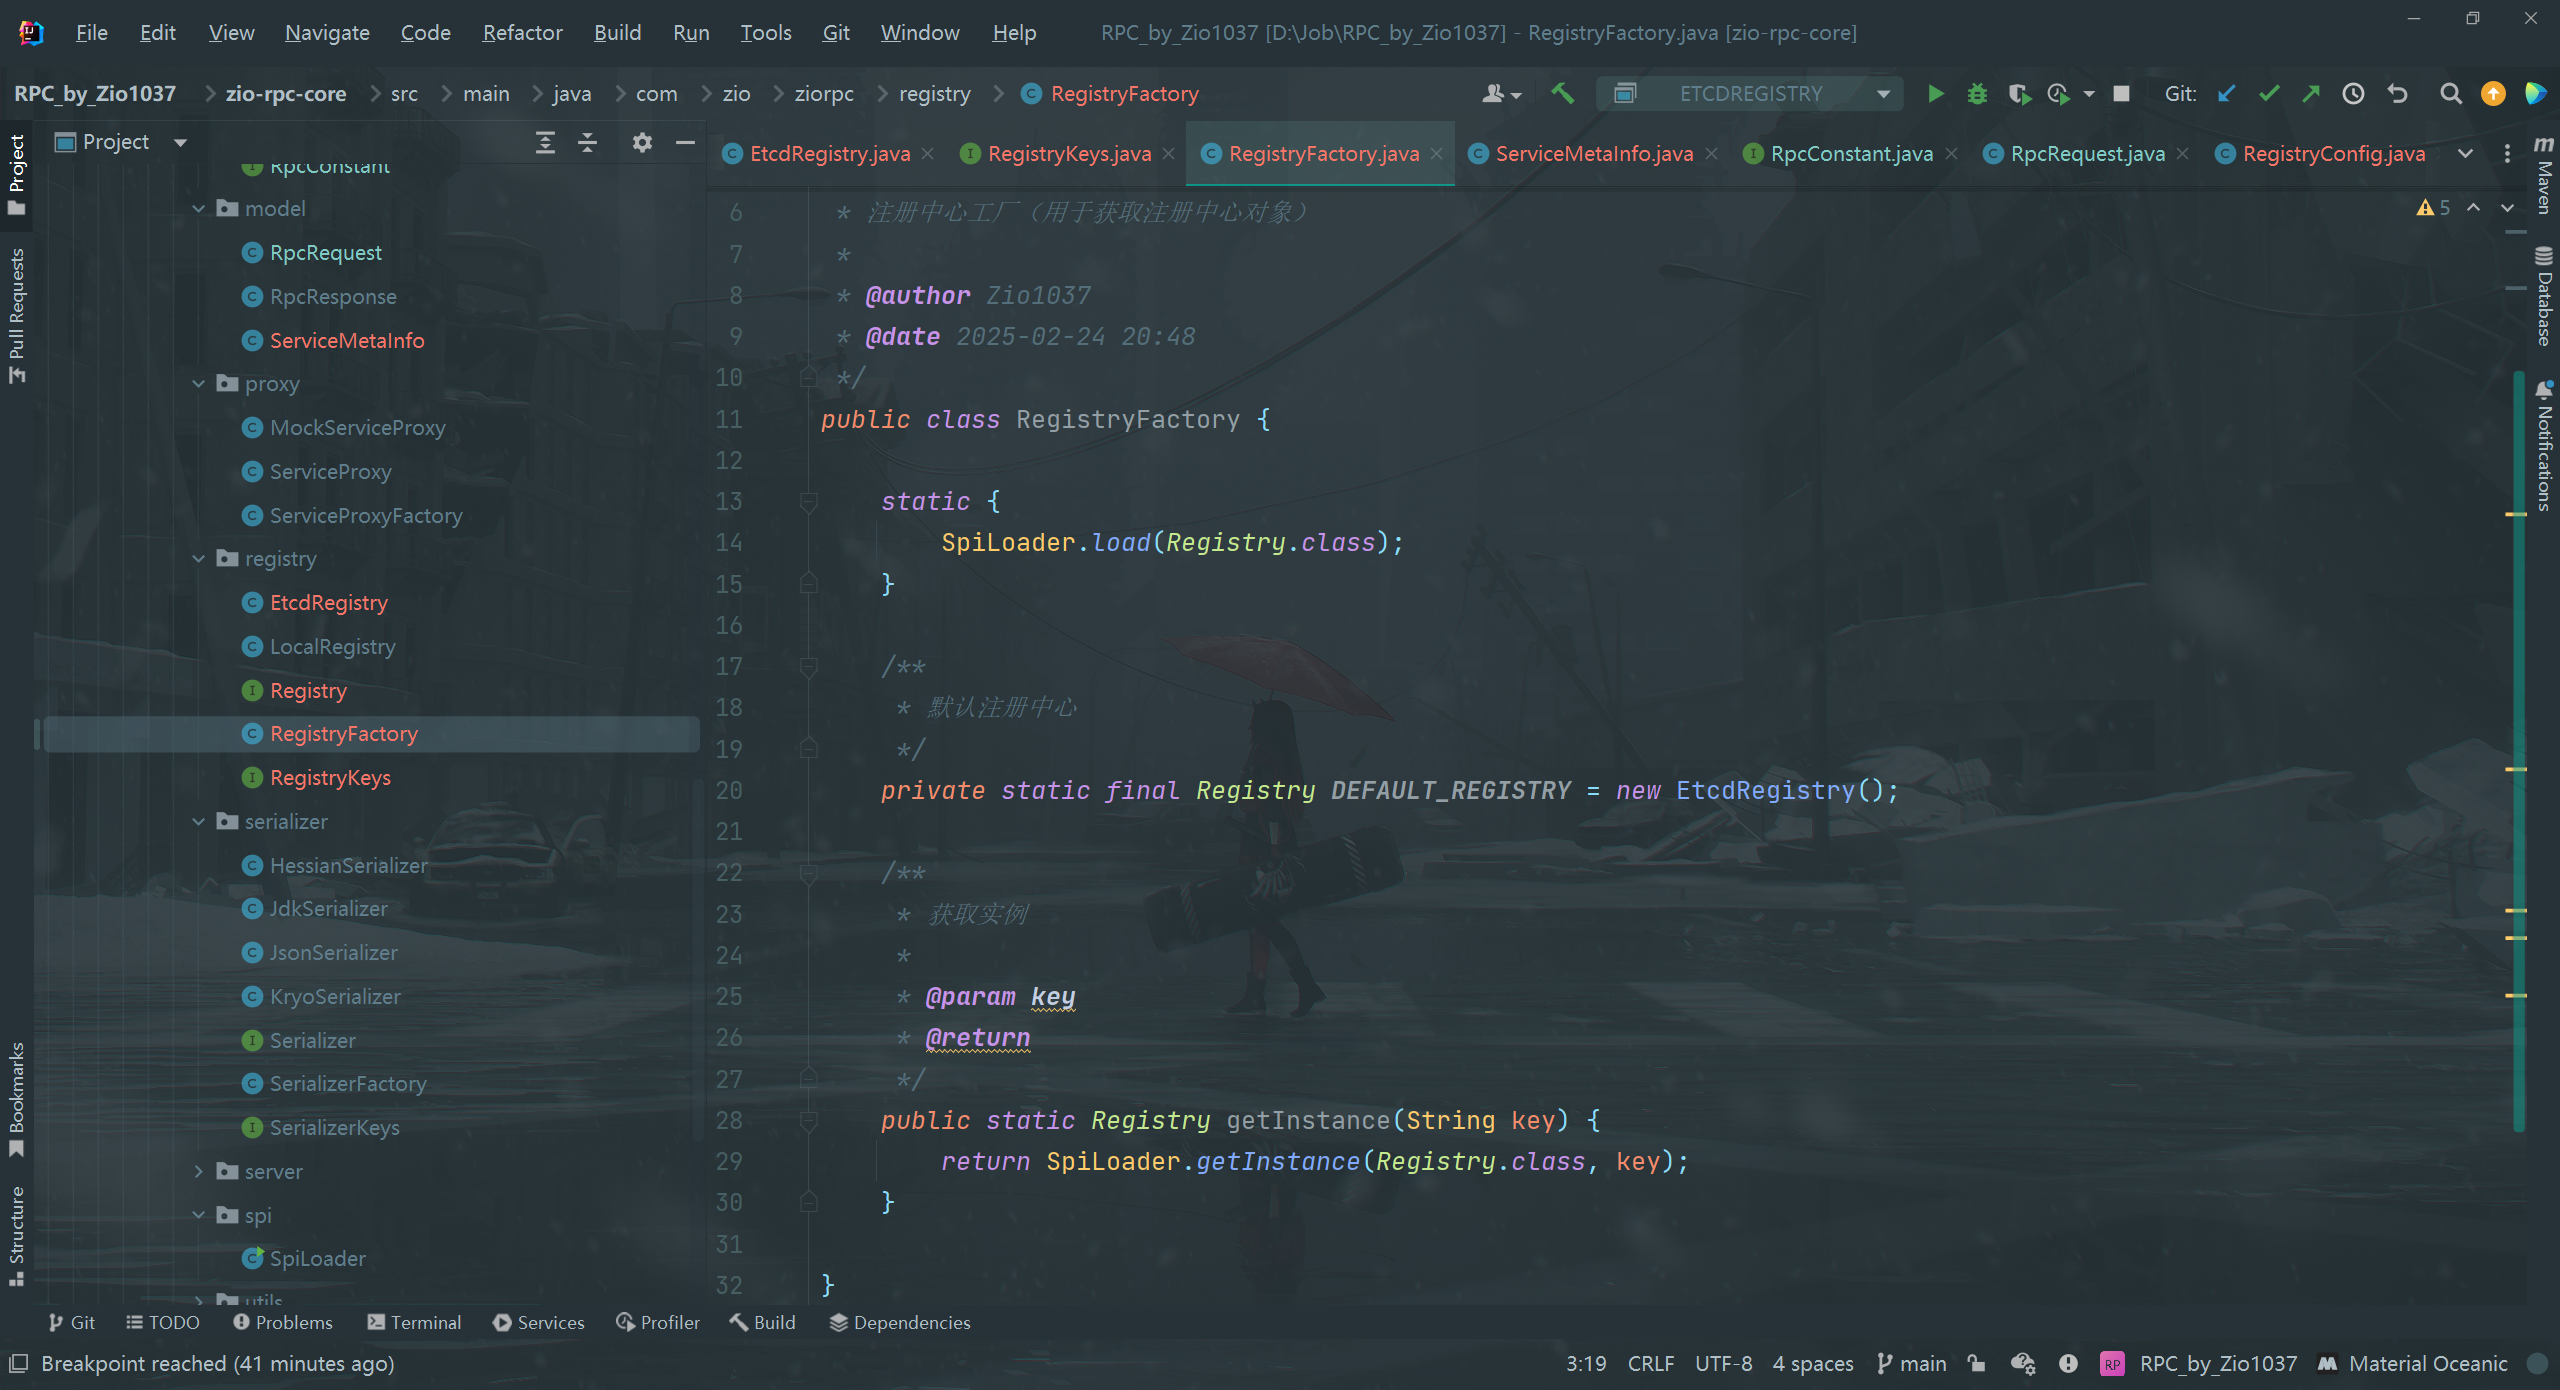 File Edit View Navigate Code Refactor Build Run Tools Git Window Help RPC_by_Zio1037 [D:\Job\RPC_by_Zio1037] - RegistryFactory.java [zio-rpc-core]
RPC_by_Zio1037 zio-rpc-core src main java com zio ziorpc registry RegistryFactory ETCDREGISTRY Git:
Project
EtcdRegistry.java RegistryKeys.java RegistryFactory.java ServiceMetaInfo.java RpcConstant.java RpcRequest.java RegistryConfig.java
Project
Pull Requests
Bookmarks
Structure
RpcConstant
model
RpcRequest
RpcResponse
ServiceMetaInfo
proxy
MockServiceProxy
ServiceProxy
ServiceProxyFactory
registry
EtcdRegistry
LocalRegistry
Registry
RegistryFactory
RegistryKeys
serializer
HessianSerializer
JdkSerializer
JsonSerializer
KryoSerializer
Serializer
SerializerFactory
SerializerKeys
server
spi
SpiLoader
utils
5
6 * 注册中心工厂（用于获取注册中心对象）
7 *
8 * @author Zio1037
9 * @date 2025-02-24 20:48
10 */
11 public class RegistryFactory {
12
13 static {
14 SpiLoader.load(Registry.class);
15 }
16
17 /**
18 * 默认注册中心
19 */
20 private static final Registry DEFAULT_REGISTRY = new EtcdRegistry();
21
22 /**
23 * 获取实例
24 *
25 * @param key
26 * @return
27 */
28 public static Registry getInstance(String key) {
29 return SpiLoader.getInstance(Registry.class, key);
30 }
31
32 }
Maven
Database
Notifications
Git TODO Problems Terminal Services Profiler Build Dependencies
Breakpoint reached (41 minutes ago) 3:19 CRLF UTF-8 4 spaces main RP RPC_by_Zio1037 Material Oceanic